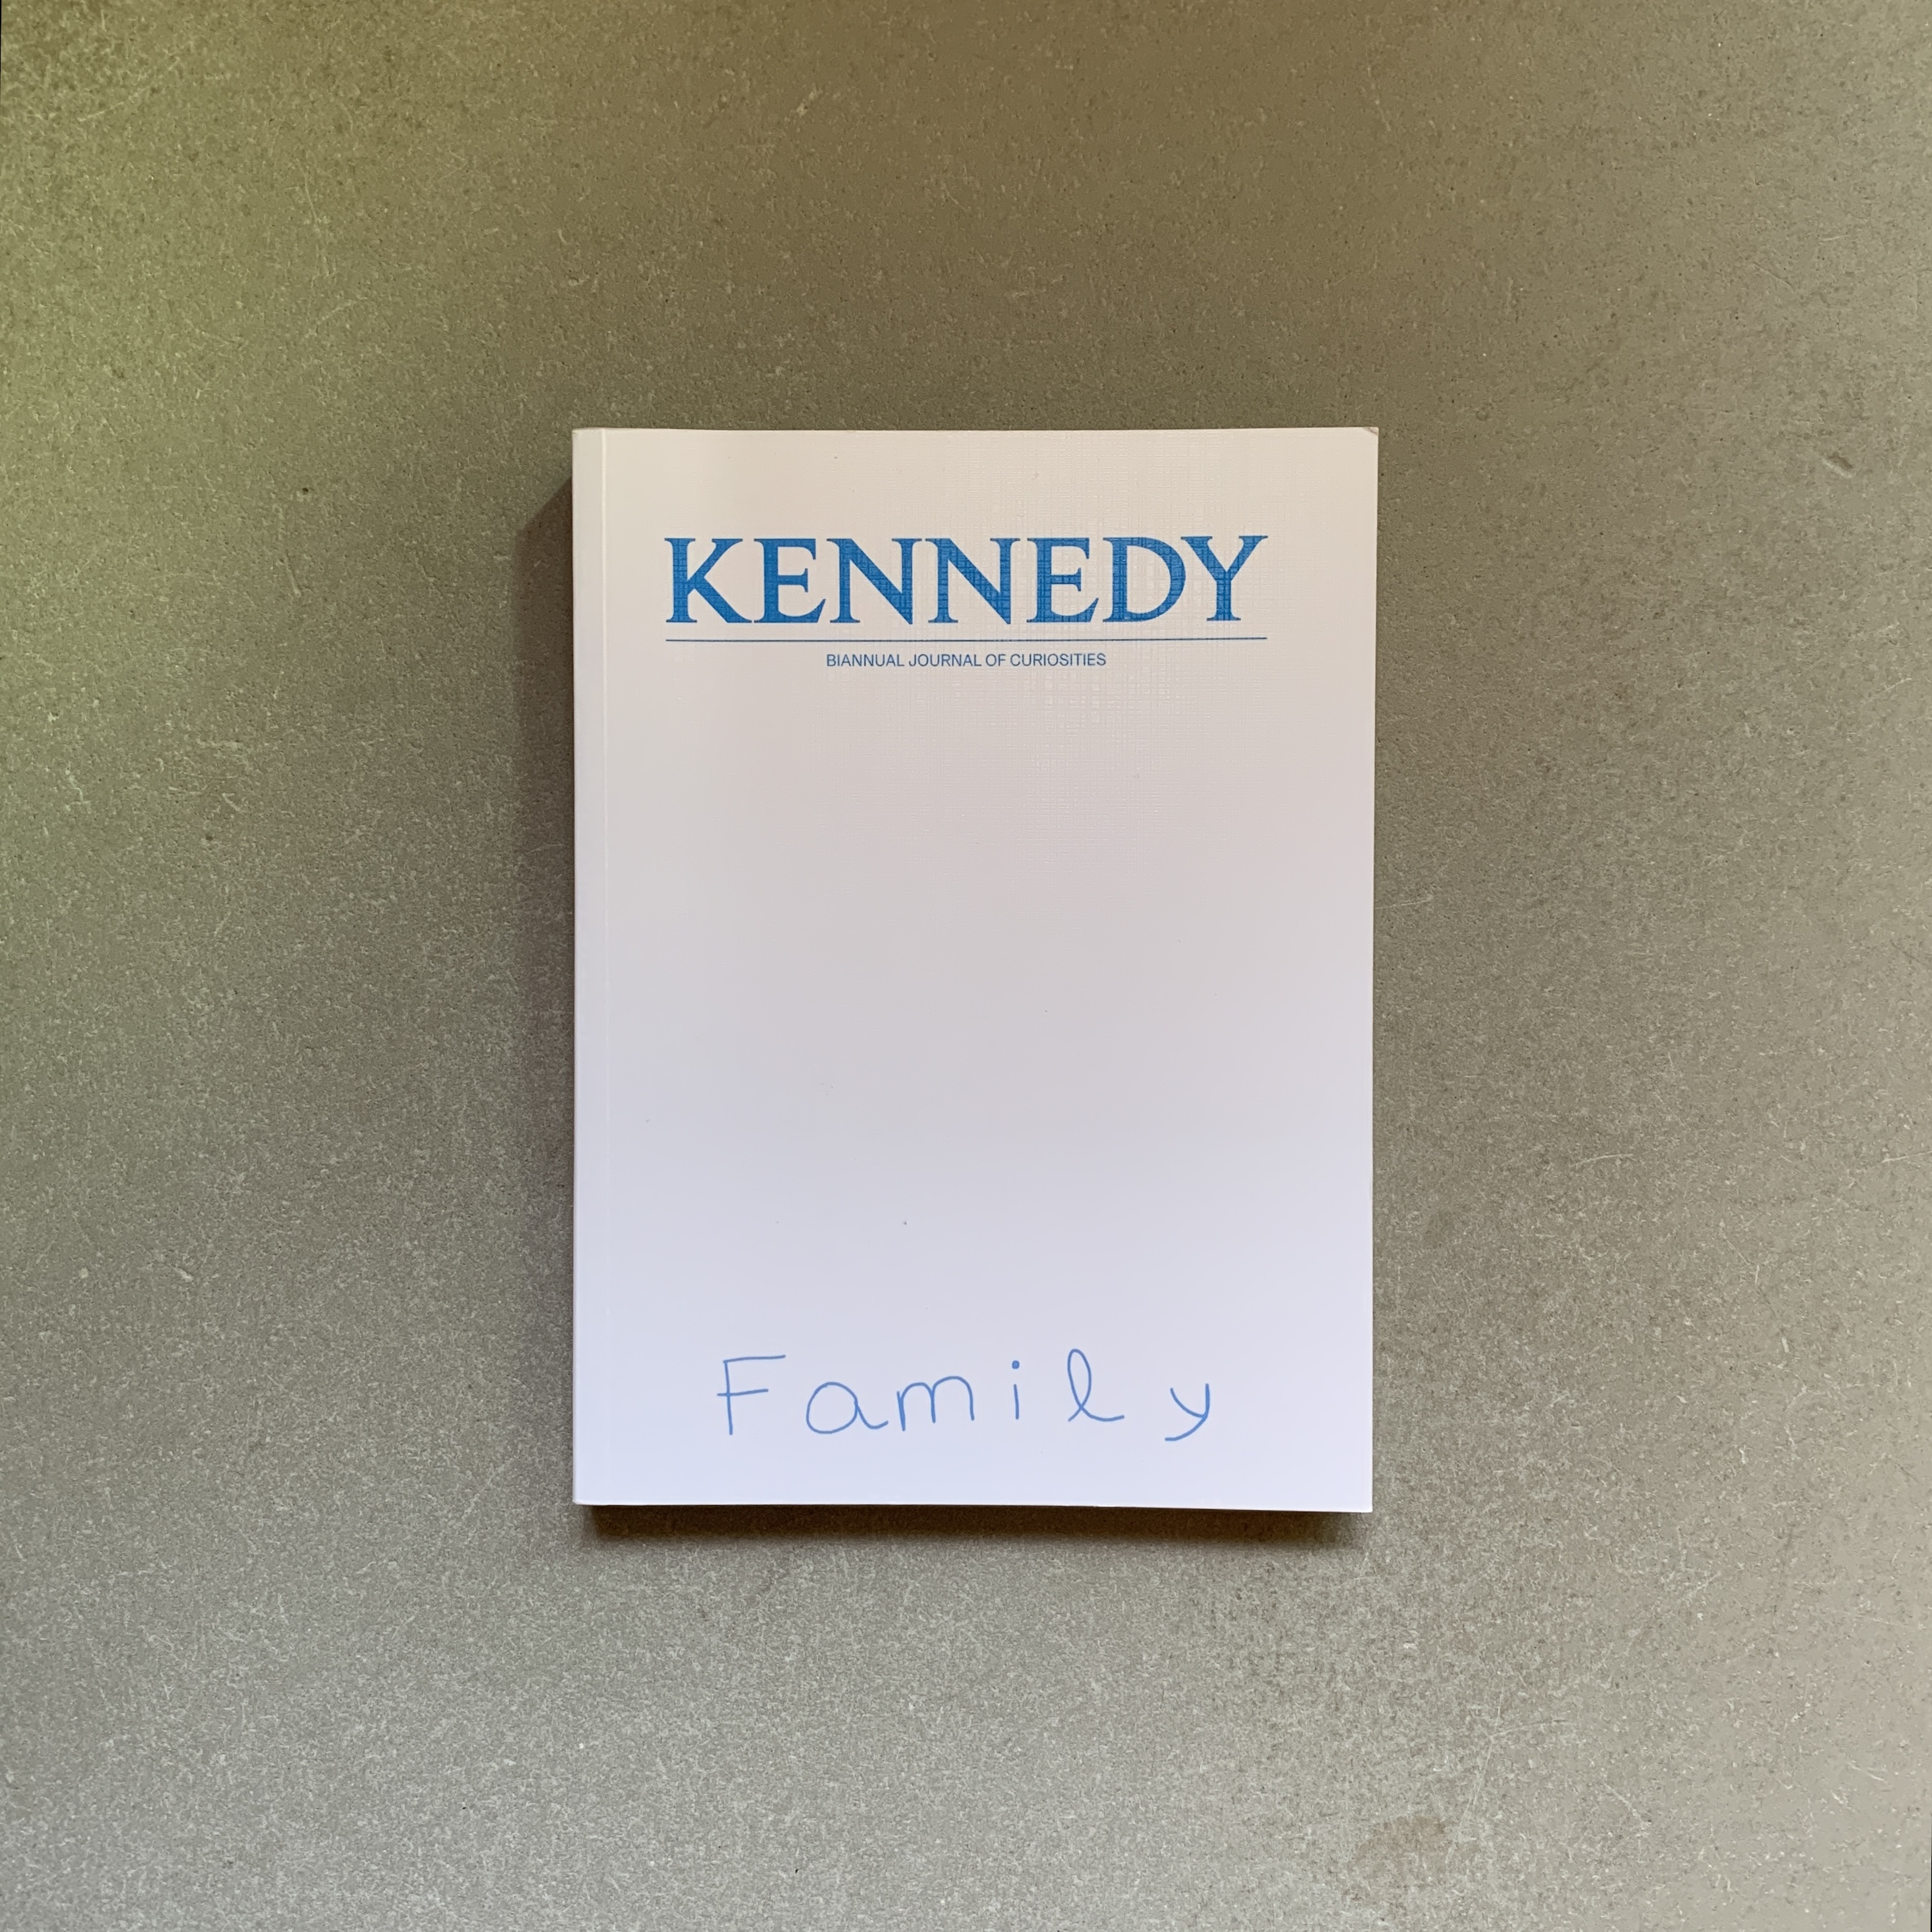 KENNEDY
BIANNUAL JOURNAL OF CURIOSITIES
Family